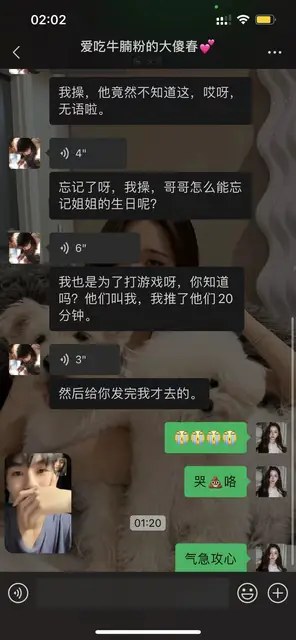 02:02
爱吃牛腩粉的大傻春💕
我操，他竟然不知道这，哎呀，
无语啦。
4"
忘记了呀，我操，哥哥怎么能忘
记姐姐的生日呢？
6"
我也是为了打游戏呀，你知道
吗？他们叫我，我推了他们 20
分钟。
3"
然后给你发完我才去的。
😭😭😭😭
哭💩咯
01:20
气急攻心